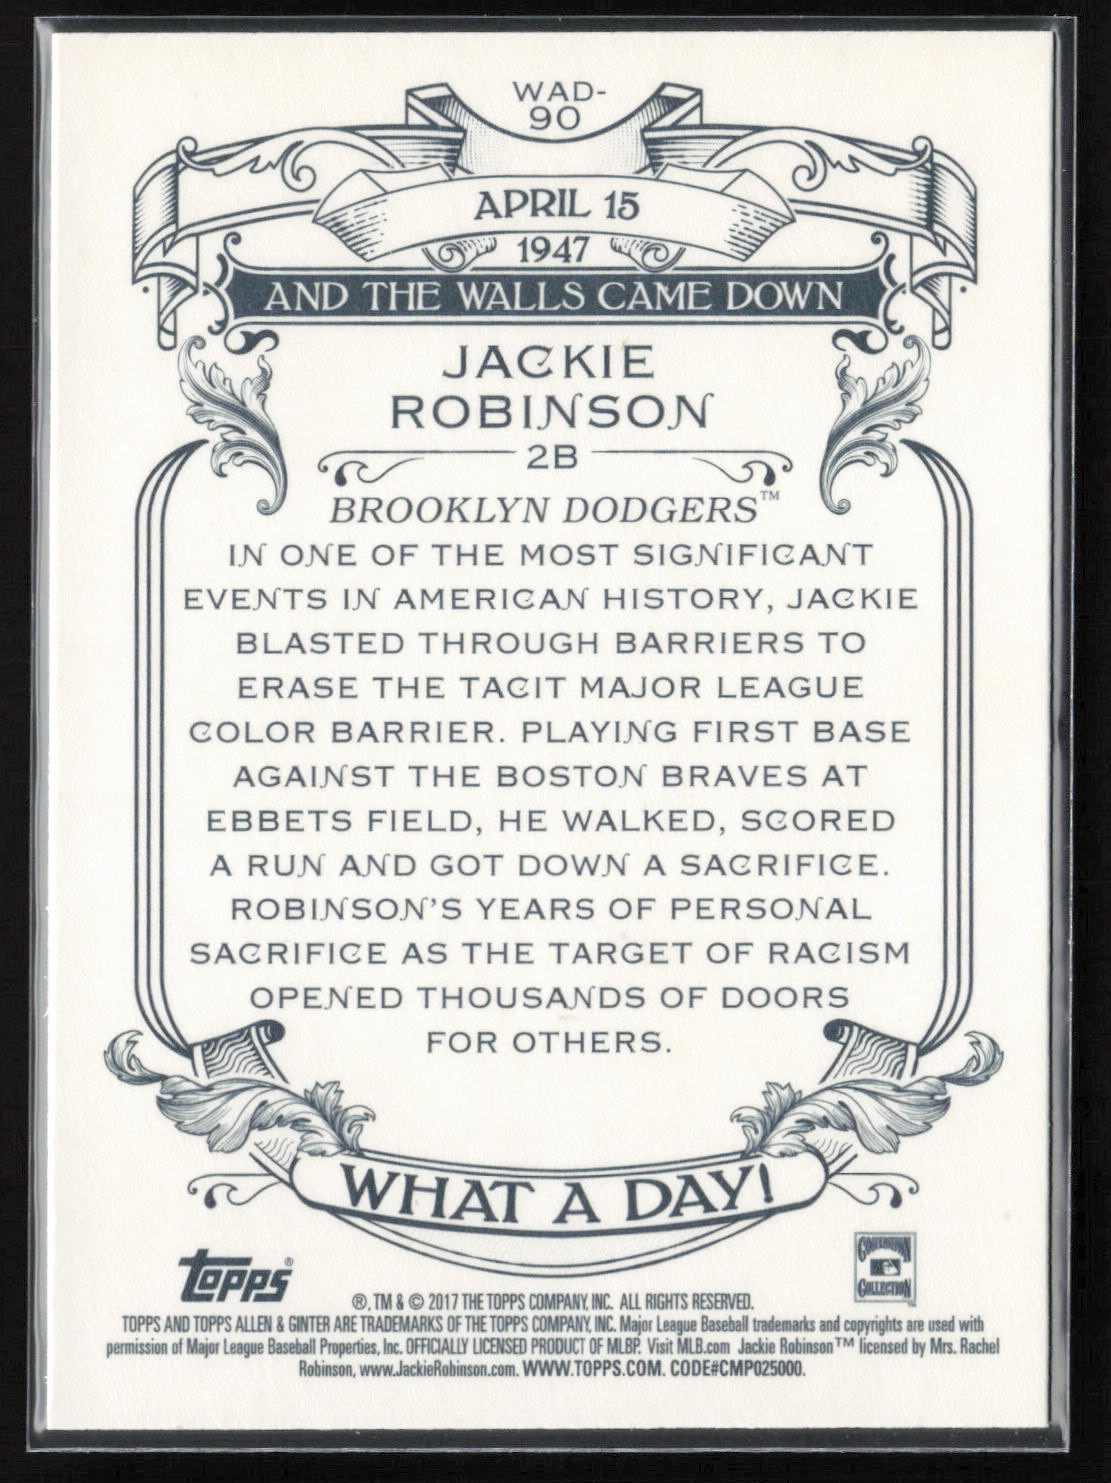 WAD-
90
APRIL 15
1947
AND THE WALLS CAME DOWN
JACKIE
ROBINSON
2B
BROOKLYN DODGERS™
IN ONE OF THE MOST SIGNIFICANT
EVENTS IN AMERICAN HISTORY, JACKIE
BLASTED THROUGH BARRIERS TO
ERASE THE TACIT MAJOR LEAGUE
COLOR BARRIER. PLAYING FIRST BASE
AGAINST THE BOSTON BRAVES AT
EBBETS FIELD, HE WALKED, SCORED
A RUN AND GOT DOWN A SACRIFICE.
ROBINSON'S YEARS OF PERSONAL
SACRIFICE AS THE TARGET OF RACISM
OPENED THOUSANDS OF DOORS
FOR OTHERS.
WHAT A DAY!
Topps®
COOPERSTOWN
COLLECTION™
®, TM & © 2017 THE TOPPS COMPANY, INC. ALL RIGHTS RESERVED.
TOPPS AND TOPPS ALLEN & GINTER ARE TRADEMARKS OF THE TOPPS COMPANY, INC. Major League Baseball trademarks and copyrights are used with
permission of Major League Baseball Properties, Inc. OFFICIALLY LICENSED PRODUCT OF MLBP. Visit MLB.com Jackie Robinson™ licensed by Mrs. Rachel
Robinson, www.JackieRobinson.com. WWW.TOPPS.COM. CODE#CMP025000.